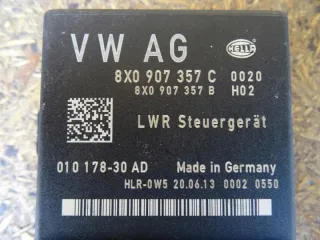 VW AG
HELLA
8X0 907 357 C 0020
8X0 907 357 B H02
LWR Steuergerät
010 178-30 AD Made in Germany
HLR-0W5 20.06.13 0002 0550